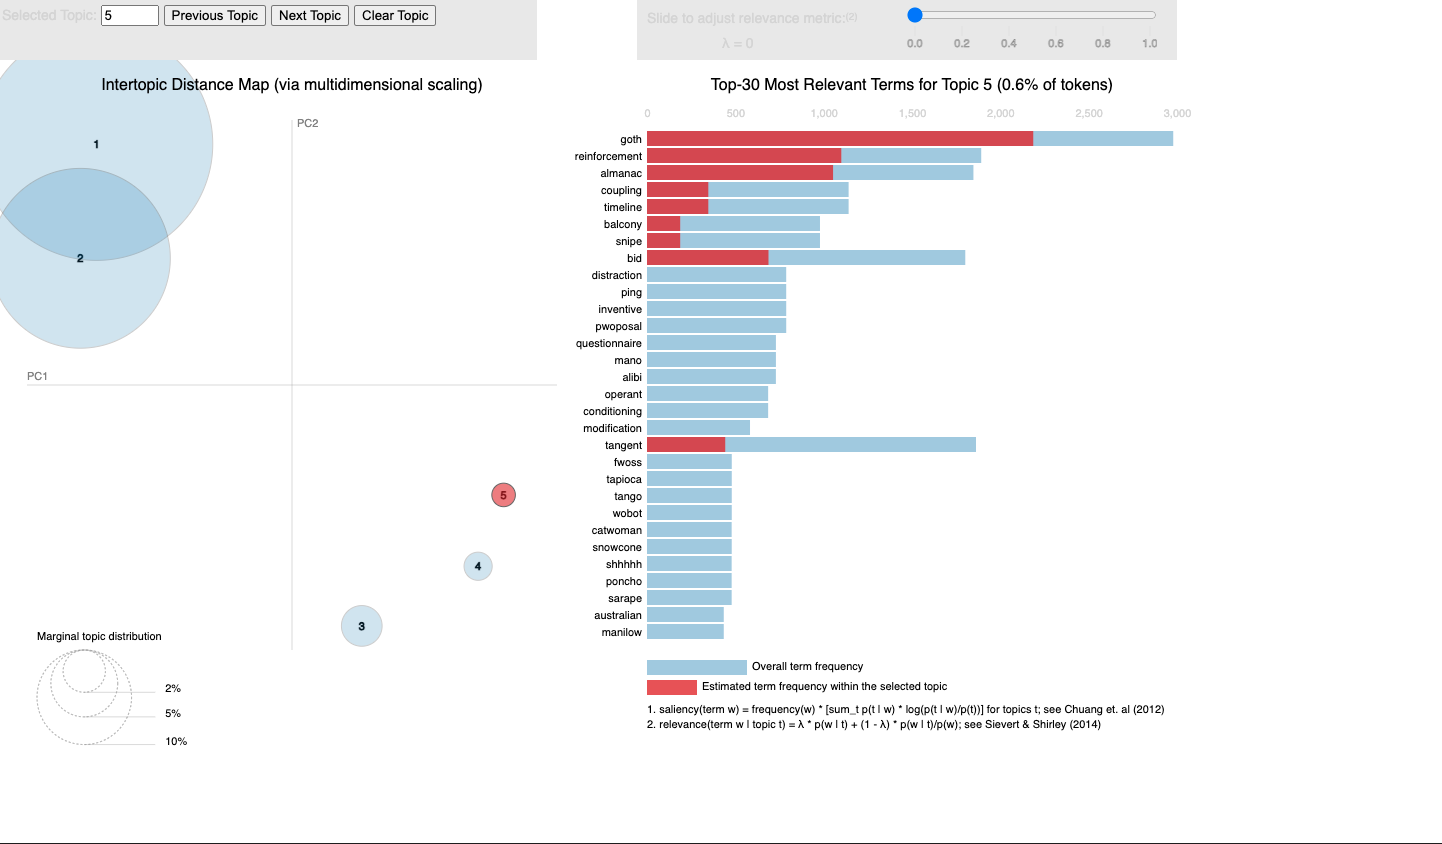 Selected Topic: 5 Previous Topic Next Topic Clear Topic
Slide to adjust relevance metric:(2)
λ = 0
0.0 0.2 0.4 0.6 0.8 1.0
Intertopic Distance Map (via multidimensional scaling)
PC2
PC1
1
2
5
4
3
Marginal topic distribution
2%
5%
10%
Top-30 Most Relevant Terms for Topic 5 (0.6% of tokens)
0 500 1,000 1,500 2,000 2,500 3,000
goth
reinforcement
almanac
coupling
timeline
balcony
snipe
bid
distraction
ping
inventive
pwoposal
questionnaire
mano
alibi
operant
conditioning
modification
tangent
fwoss
tapioca
tango
wobot
catwoman
snowcone
shhhhh
poncho
sarape
australian
manilow
Overall term frequency
Estimated term frequency within the selected topic
1. saliency(term w) = frequency(w) * [sum_t p(t | w) * log(p(t | w)/p(t))] for topics t; see Chuang et. al (2012)
2. relevance(term w | topic t) = λ * p(w | t) + (1 - λ) * p(w | t)/p(w); see Sievert & Shirley (2014)